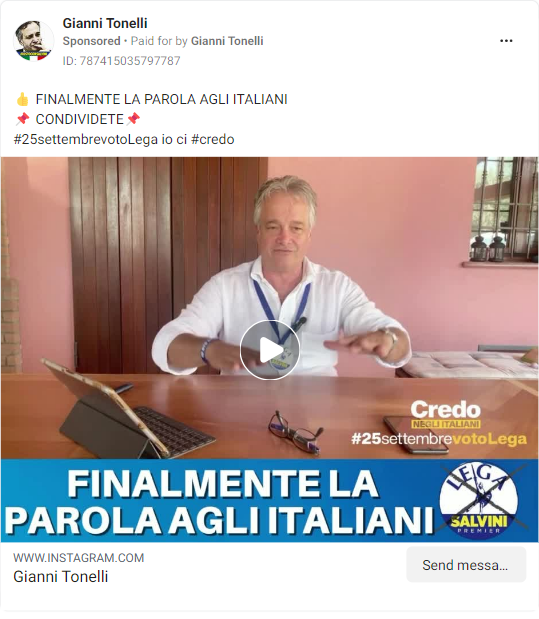 Gianni Tonelli
Sponsored • Paid for by Gianni Tonelli
ID: 787415035797787
👍 FINALMENTE LA PAROLA AGLI ITALIANI
📌 CONDIVIDETE📌
#25settembrevotoLega io ci #credo
Credo
NEGLI ITALIANI
#25settembrevotoLega
FINALMENTE LA
PAROLA AGLI ITALIANI
LEGA
SALVINI
PREMIER
WWW.INSTAGRAM.COM
Gianni Tonelli
Send messa...